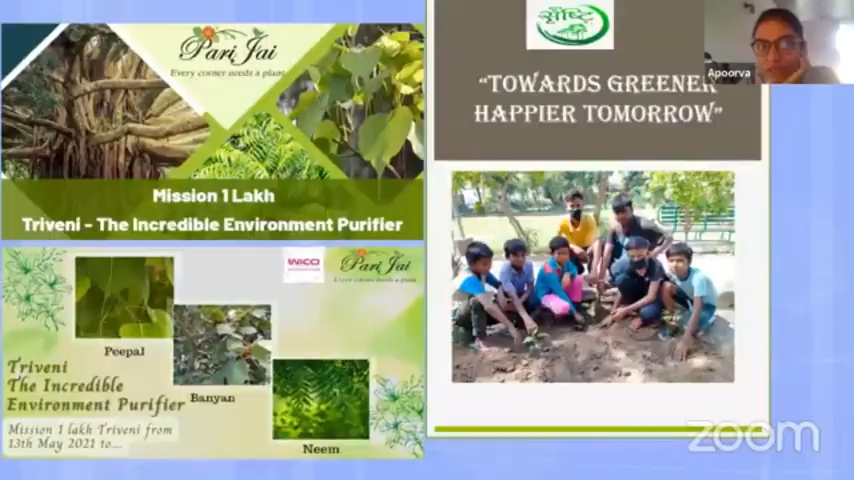 Pari Jai
Every corner needs a plant
Mission 1 Lakh
Triveni - The Incredible Environment Purifier
WICCI
Pari Jai
Every corner needs a plant
Peepal
Banyan
Neem
Triveni
The Incredible
Environment Purifier
Mission 1 lakh Triveni from
13th May 2021 to....
सृष्टि
“TOWARDS GREENER
HAPPIER TOMORROW”
Apoorva
zoom